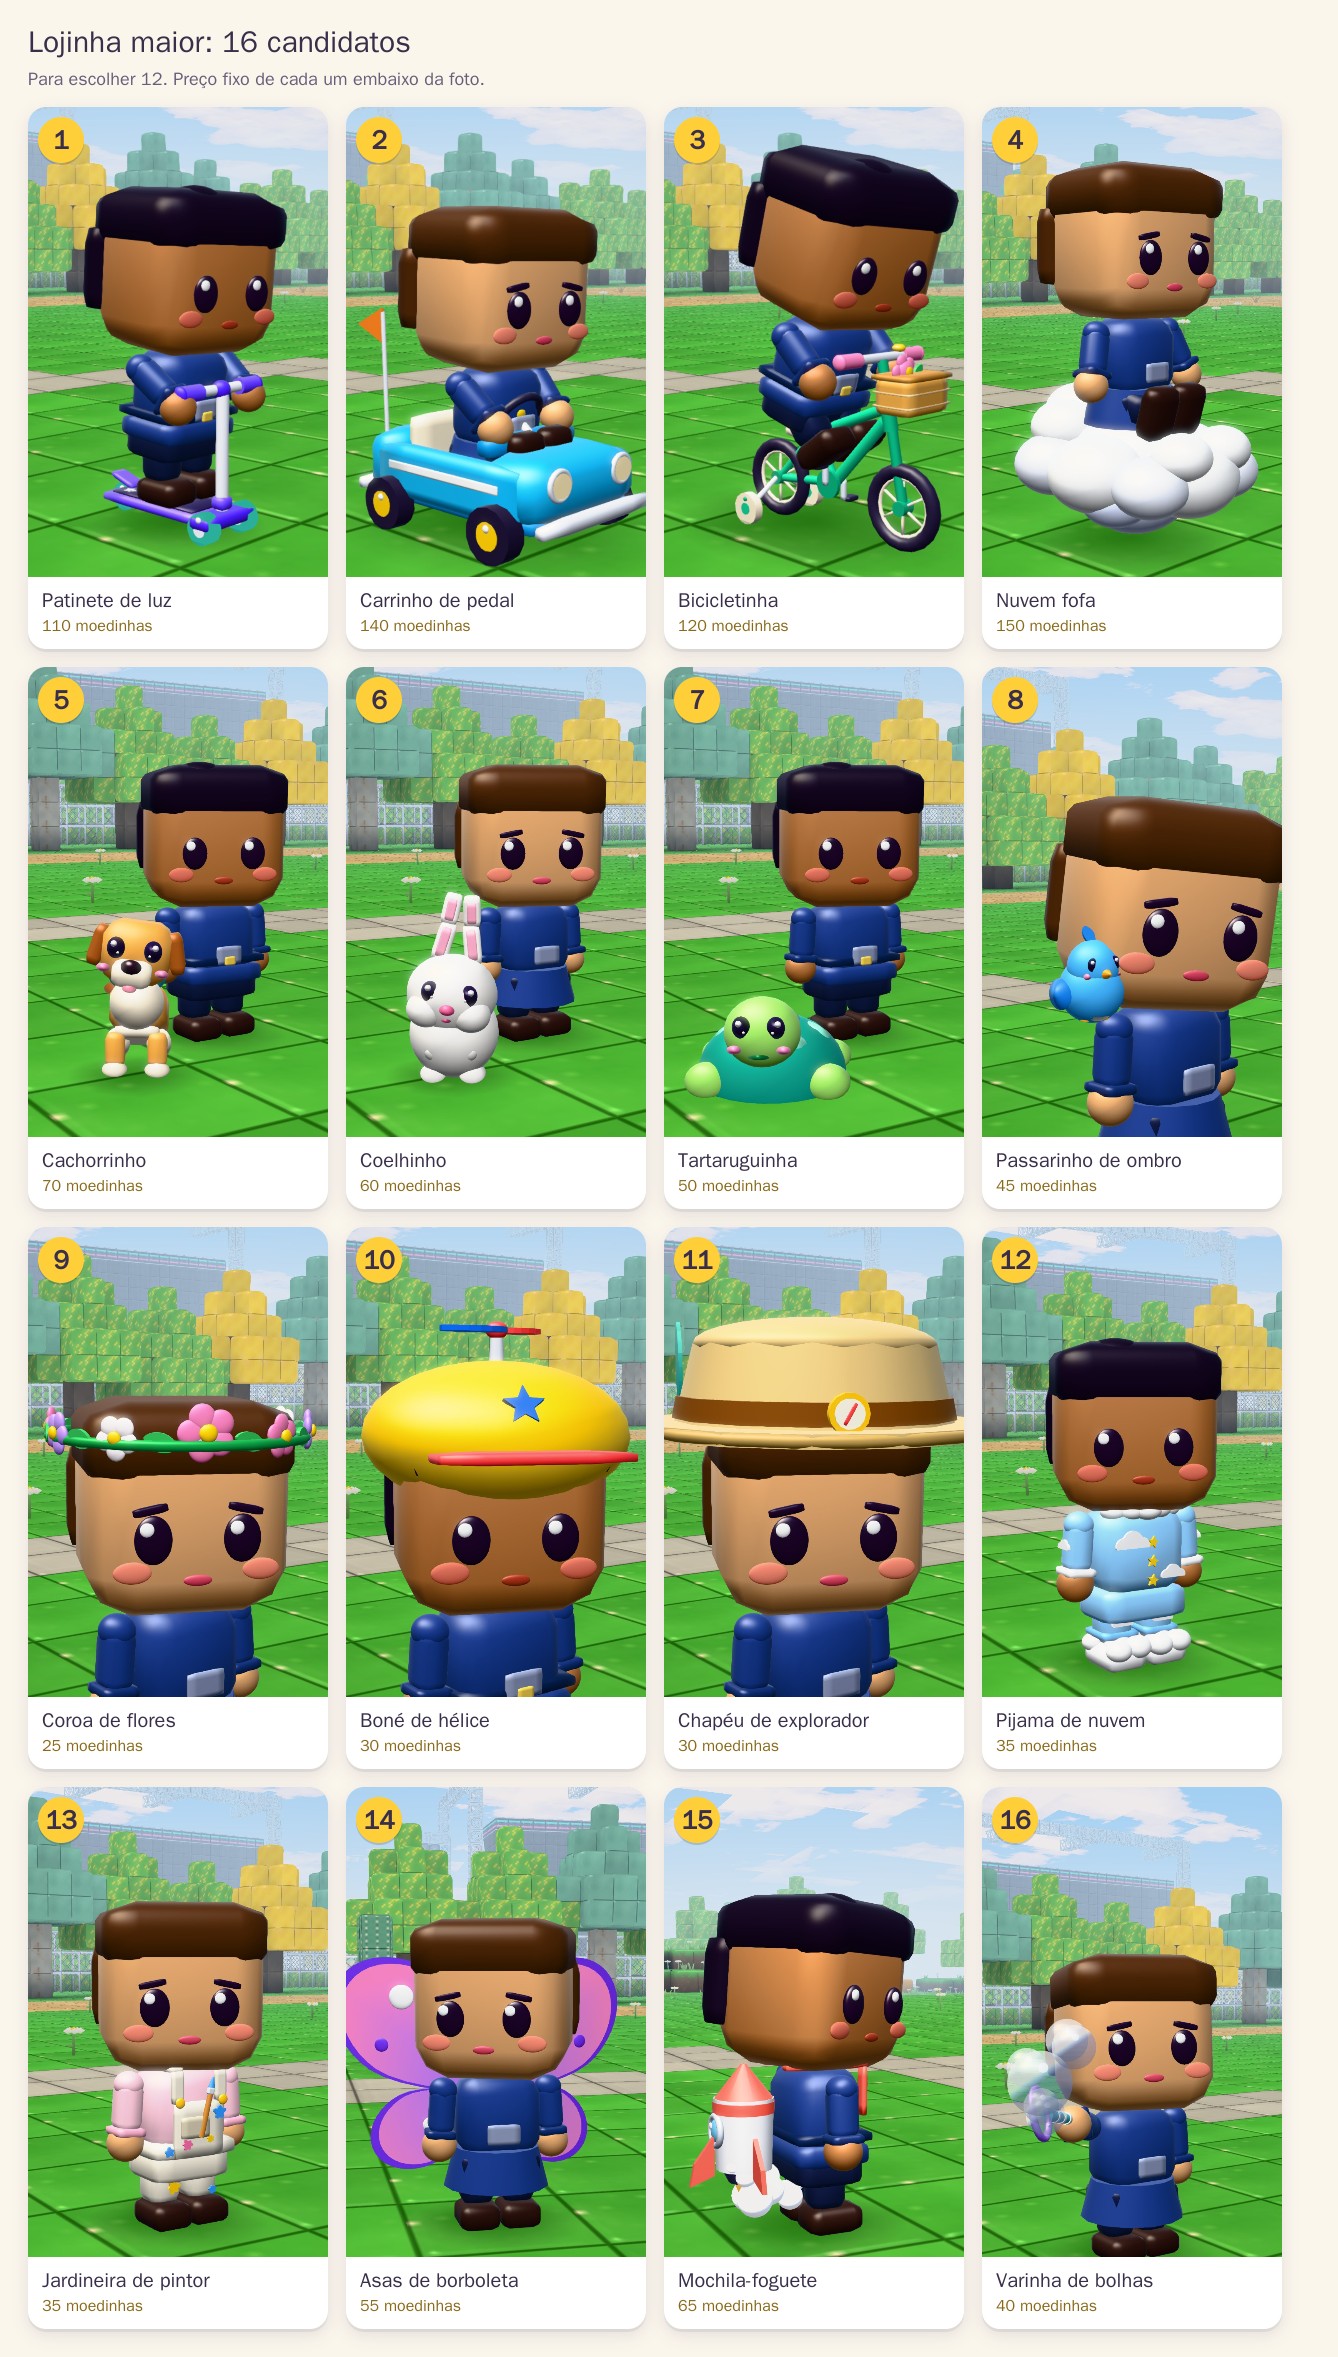 Lojinha maior: 16 candidatos
Para escolher 12. Preço fixo de cada um embaixo da foto.
1
2
3
4
Patinete de luz
110 moedinhas
Carrinho de pedal
140 moedinhas
Bicicletinha
120 moedinhas
Nuvem fofa
150 moedinhas
5
6
7
8
Cachorrinho
70 moedinhas
Coelhinho
60 moedinhas
Tartaruguinha
50 moedinhas
Passarinho de ombro
45 moedinhas
9
10
11
12
Coroa de flores
25 moedinhas
Boné de hélice
30 moedinhas
Chapéu de explorador
30 moedinhas
Pijama de nuvem
35 moedinhas
13
14
15
16
Jardineira de pintor
35 moedinhas
Asas de borboleta
55 moedinhas
Mochila-foguete
65 moedinhas
Varinha de bolhas
40 moedinhas